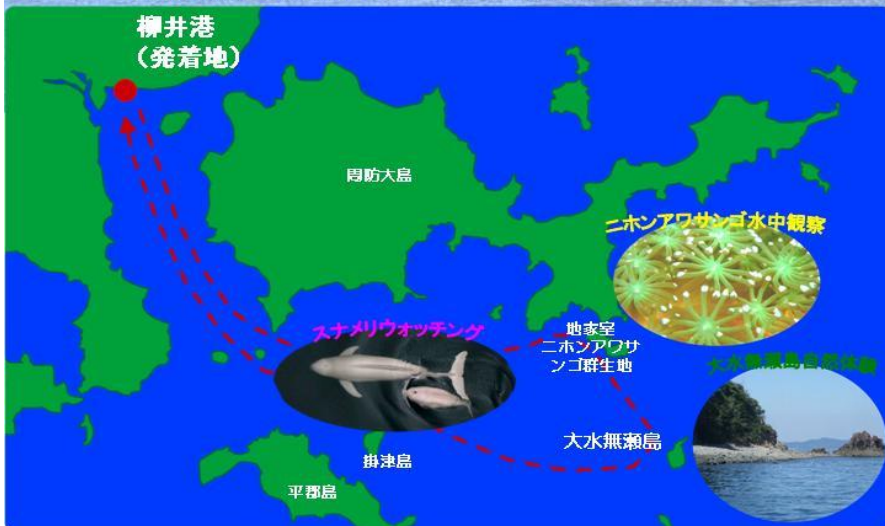 柳井港
（発着地）
周防大島
ニホンアワサンゴ水中観察
スナメリウォッチング
地家室
ニホンアワサ
ンゴ群生地
大水無瀬島自然体験
大水無瀬島
掛津島
平郡島